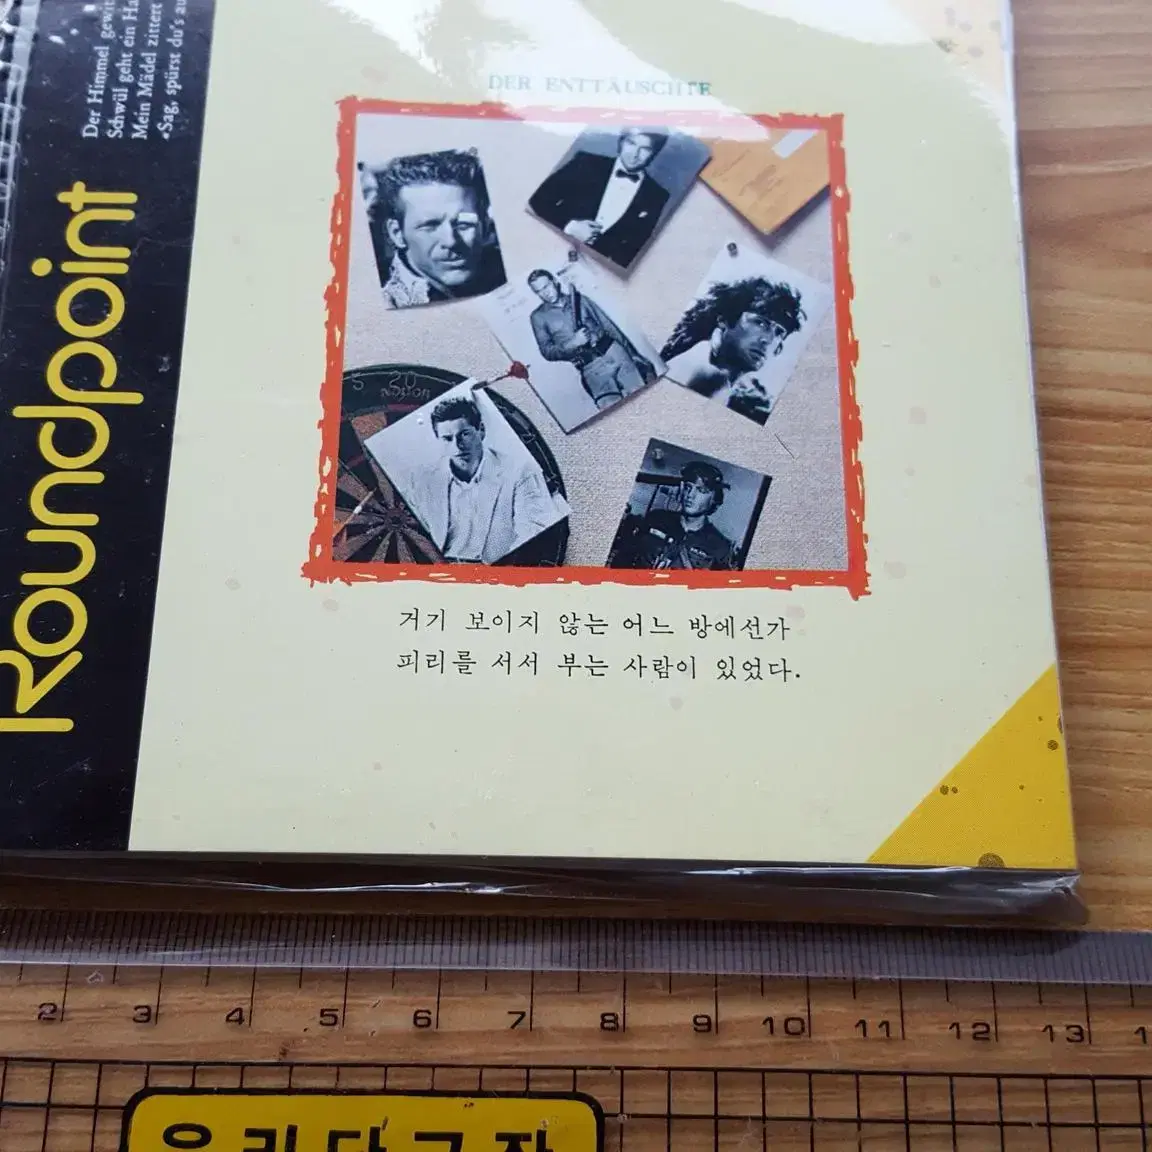 Der Himmel gewit
Schwül geht ein Ha
Mein Mädel zittert
«Sag, spürst du's au
Roundpoint
DER ENTTÄUSCHTE
거기 보이지 않는 어느 방에선가
피리를 서서 부는 사람이 있었다.
2 3 4 5 6 7 8 9 10 11 12 13